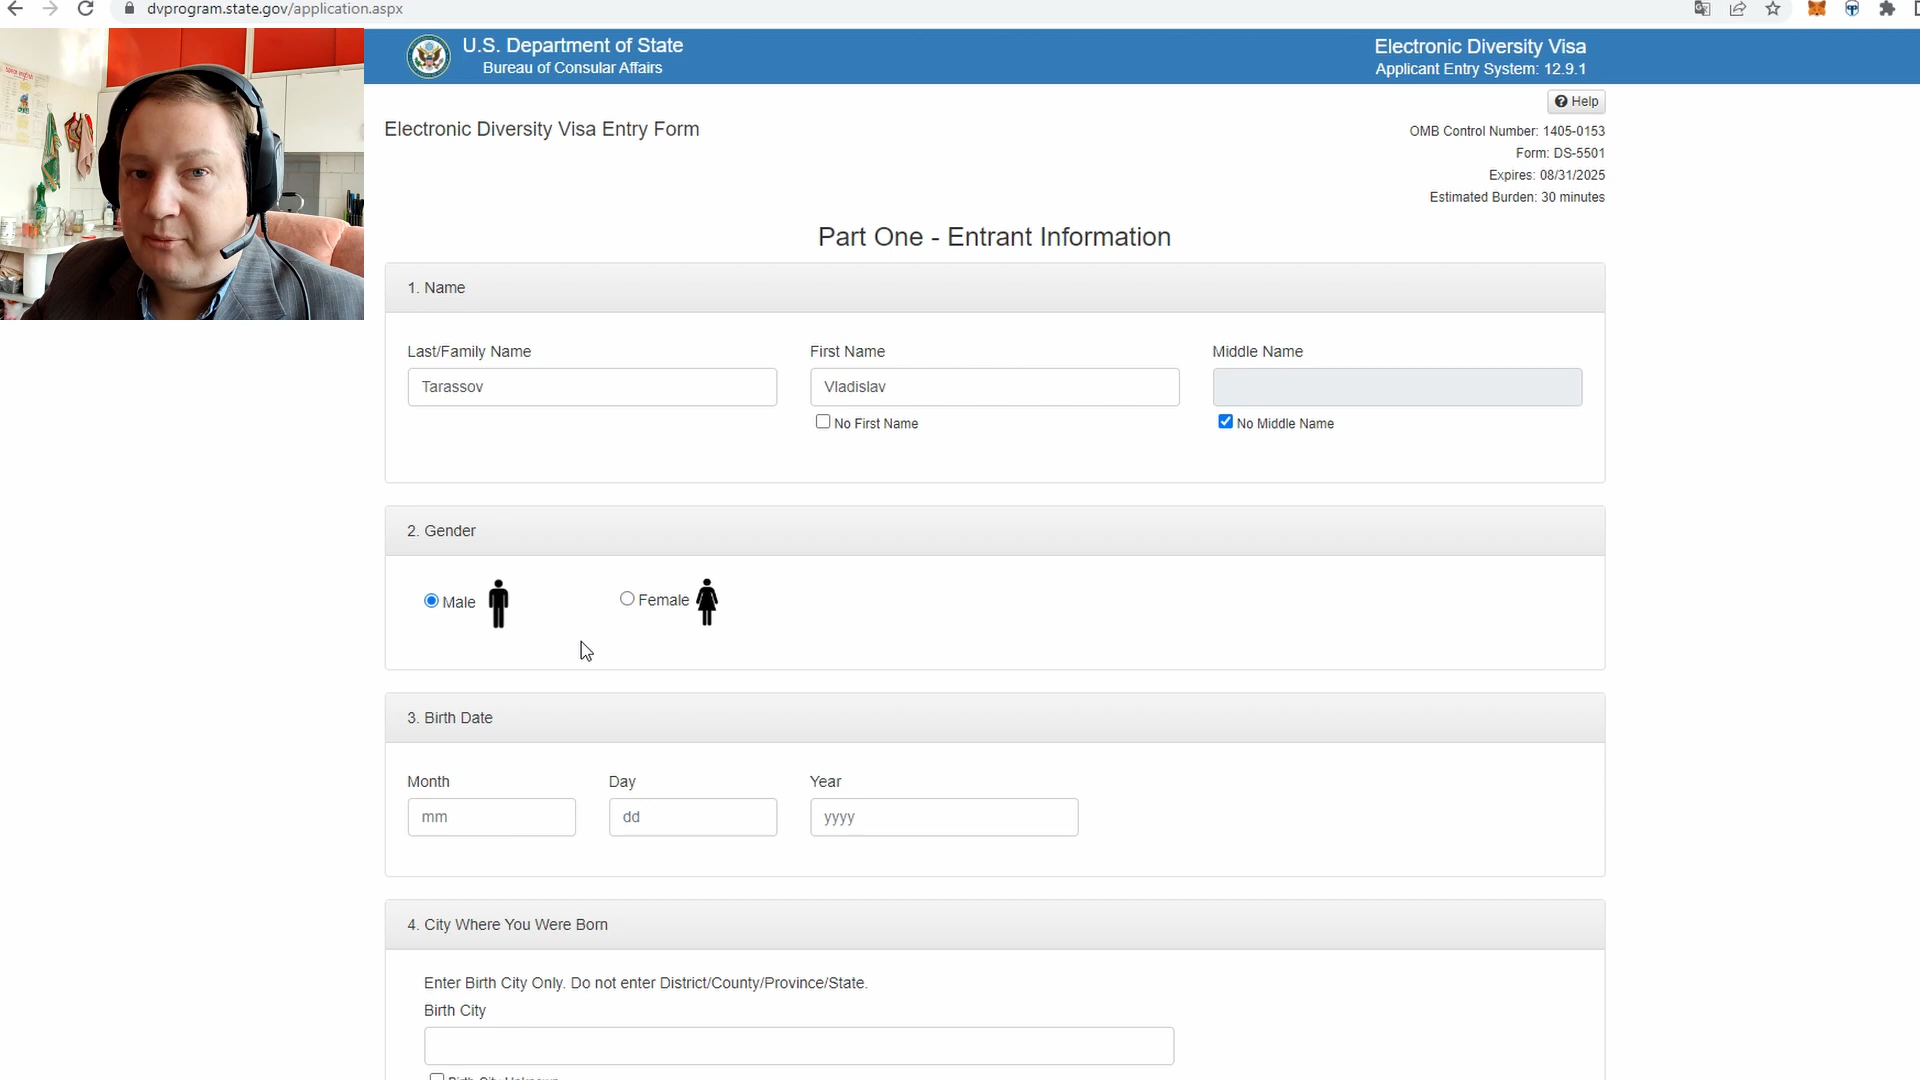 dvprogram.state.gov/application.aspx
U.S. Department of State
Bureau of Consular Affairs
Electronic Diversity Visa
Applicant Entry System: 12.9.1
Help
Electronic Diversity Visa Entry Form
OMB Control Number: 1405-0153
Form: DS-5501
Expires: 08/31/2025
Estimated Burden: 30 minutes
Part One - Entrant Information
1. Name
Last/Family Name
First Name
Middle Name
Tarassov
Vladislav
No First Name
No Middle Name
2. Gender
Male
Female
3. Birth Date
Month
Day
Year
mm
dd
yyyy
4. City Where You Were Born
Enter Birth City Only. Do not enter District/County/Province/State.
Birth City